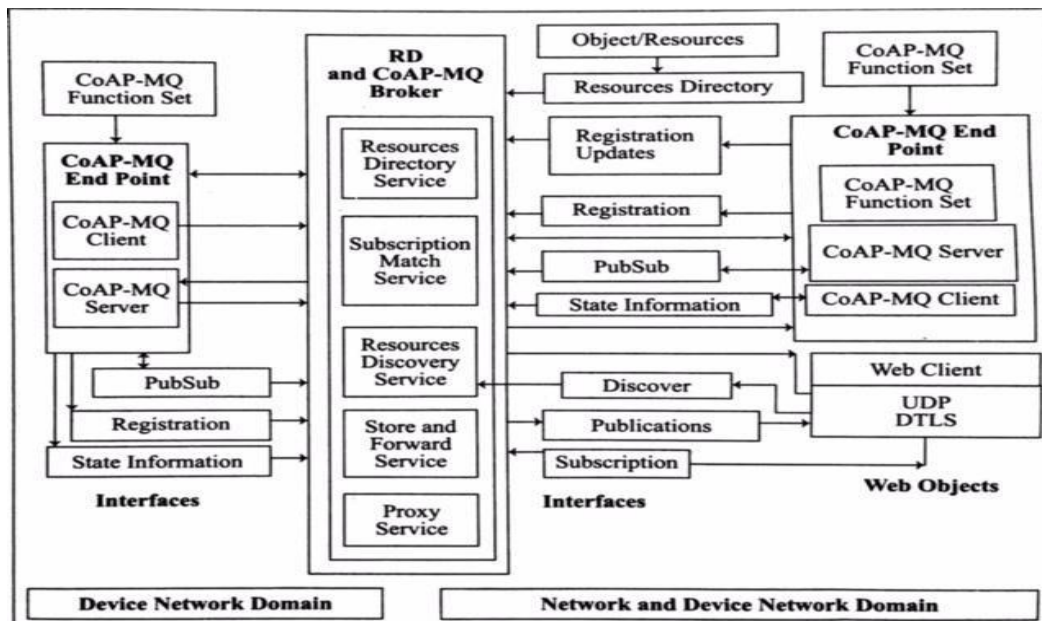 CoAP-MQ
Function Set
CoAP-MQ
End Point
CoAP-MQ
Client
CoAP-MQ
Server
PubSub
Registration
State Information
Interfaces
RD
and CoAP-MQ
Broker
Resources
Directory
Service
Subscription
Match
Service
Resources
Discovery
Service
Store and
Forward
Service
Proxy
Service
Object/Resources
Resources Directory
Registration
Updates
Registration
PubSub
State Information
Discover
Publications
Subscription
Interfaces
CoAP-MQ
Function Set
CoAP-MQ End
Point
CoAP-MQ
Function Set
CoAP-MQ Server
CoAP-MQ Client
Web Client
UDP
DTLS
Web Objects
Device Network Domain
Network and Device Network Domain